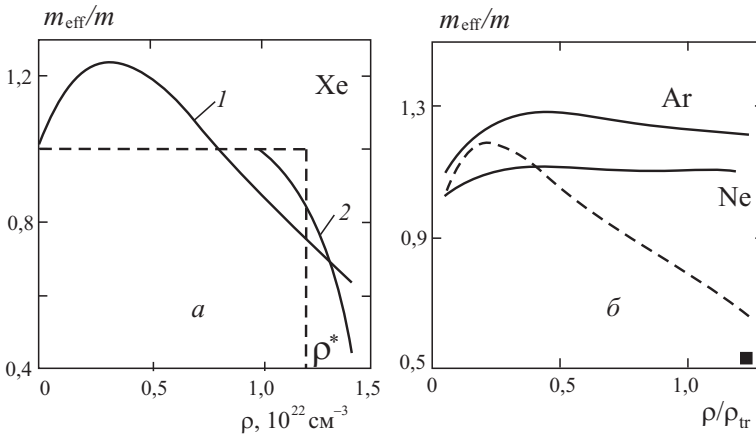 m_eff/m
1,2
0,8
0,4
0
0,5
1,0
1,5
Xe
1
2
а
ρ*
ρ, 10²² см⁻³
m_eff/m
1,3
0,9
0,5
0
0,5
1,0
Ar
Ne
б
ρ/ρ_tr